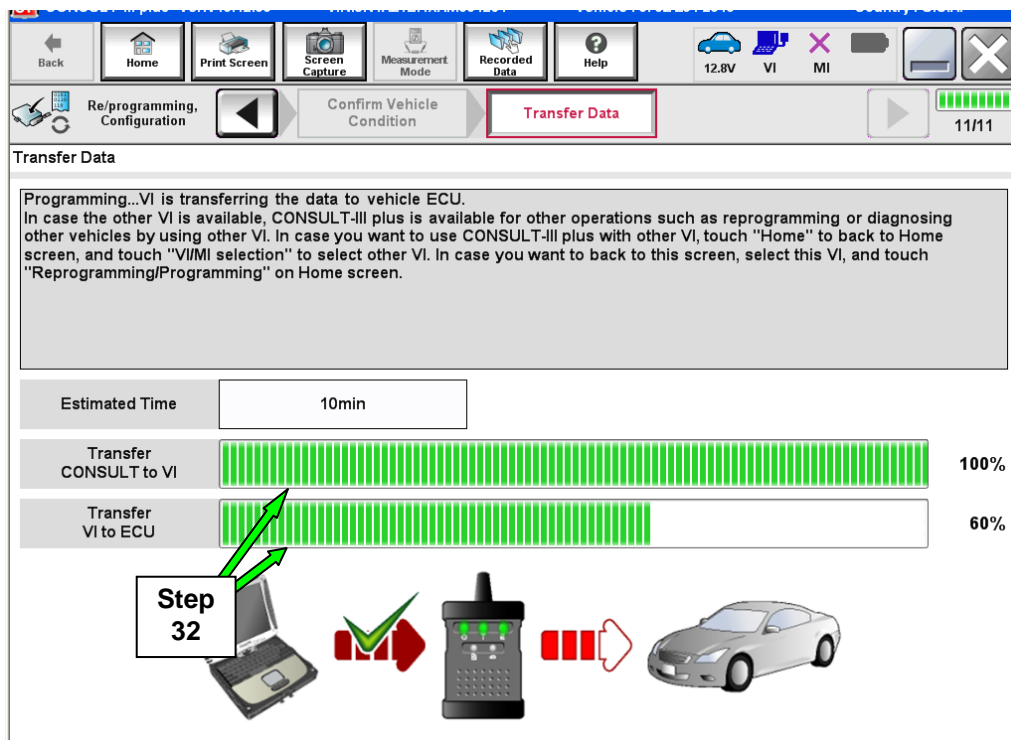 Back
Home
Print Screen
Screen
Capture
Measurement
Mode
Recorded
Data
Help
12.8V
VI
MI
Re/programming,
Configuration
Confirm Vehicle
Condition
Transfer Data
11/11
Transfer Data
Programming...VI is transferring the data to vehicle ECU.
In case the other VI is available, CONSULT-III plus is available for other operations such as reprogramming or diagnosing
other vehicles by using other VI. In case you want to use CONSULT-III plus with other VI, touch "Home" to back to Home
screen, and touch "VI/MI selection" to select other VI. In case you want to back to this screen, select this VI, and touch
"Reprogramming/Programming" on Home screen.
Estimated Time
10min
Transfer
CONSULT to VI
100%
Transfer
VI to ECU
60%
Step
32